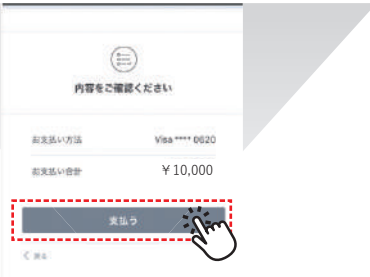 内容をご確認ください
お支払い方法 Visa **** 0620
お支払い合計 ￥10,000
支払う
< 戻る